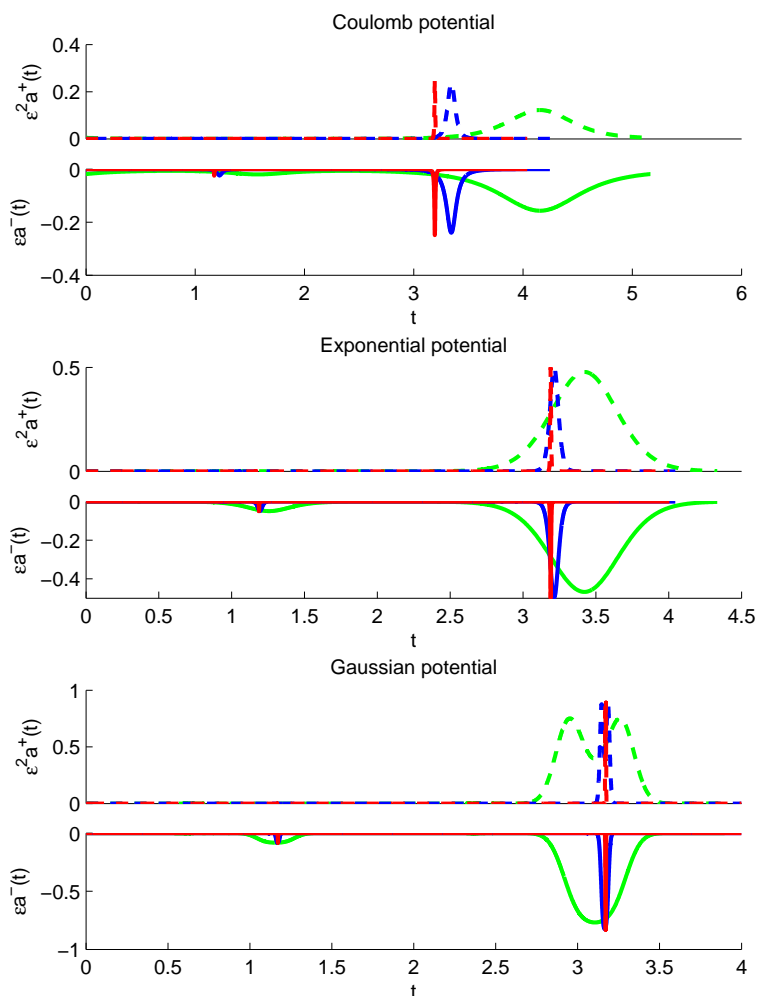 Coulomb potential
0.4
0.2
0
ε²a⁺(t)
0
−0.2
−0.4
εa⁻(t)
0 1 2 3 4 5 6
t
Exponential potential
0.5
0
ε²a⁺(t)
0
−0.2
−0.4
εa⁻(t)
0 0.5 1 1.5 2 2.5 3 3.5 4 4.5
t
Gaussian potential
1
0.5
0
ε²a⁺(t)
0
−0.5
−1
εa⁻(t)
0 0.5 1 1.5 2 2.5 3 3.5 4
t